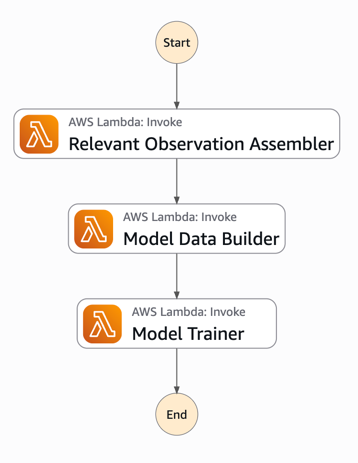 Start
AWS Lambda: Invoke
Relevant Observation Assembler
AWS Lambda: Invoke
Model Data Builder
AWS Lambda: Invoke
Model Trainer
End